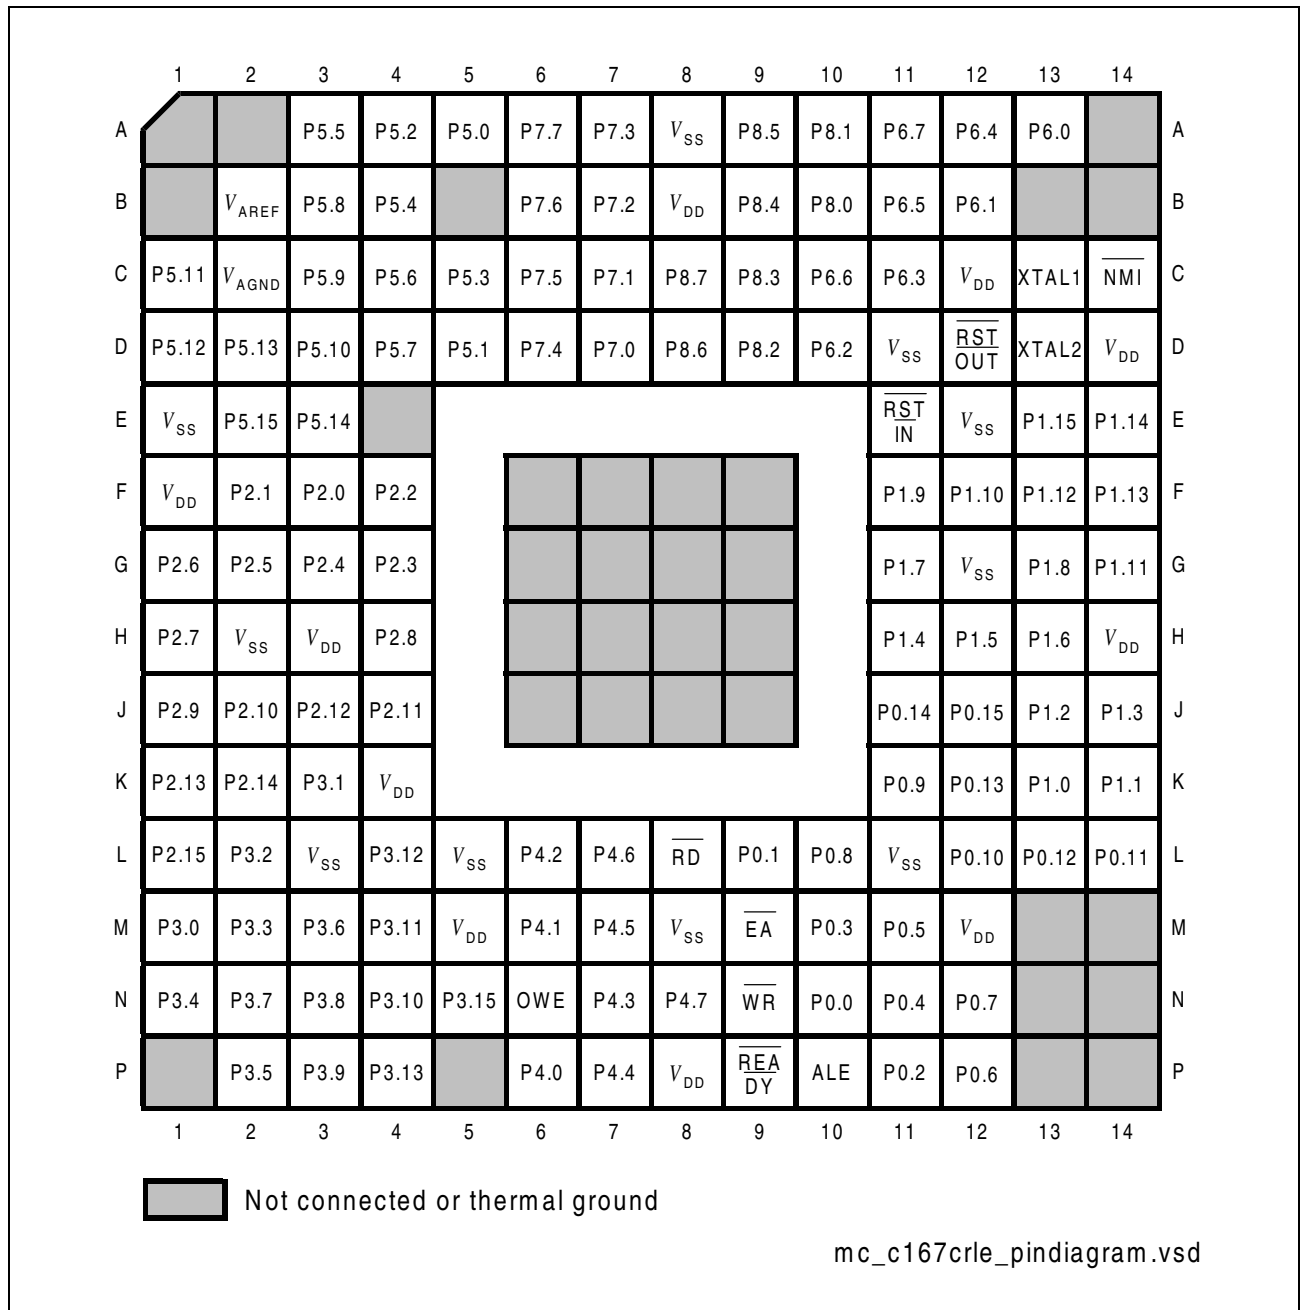 1 2 3 4 5 6 7 8 9 10 11 12 13 14
A P5.5 P5.2 P5.0 P7.7 P7.3 VSS P8.5 P8.1 P6.7 P6.4 P6.0 A
B VAREF P5.8 P5.4 P7.6 P7.2 VDD P8.4 P8.0 P6.5 P6.1 B
C P5.11 VAGND P5.9 P5.6 P5.3 P7.5 P7.1 P8.7 P8.3 P6.6 P6.3 VDD XTAL1 NMI C
D P5.12 P5.13 P5.10 P5.7 P5.1 P7.4 P7.0 P8.6 P8.2 P6.2 VSS RST OUT XTAL2 VDD D
E VSS P5.15 P5.14 RST IN VSS P1.15 P1.14 E
F VDD P2.1 P2.0 P2.2 P1.9 P1.10 P1.12 P1.13 F
G P2.6 P2.5 P2.4 P2.3 P1.7 VSS P1.8 P1.11 G
H P2.7 VSS VDD P2.8 P1.4 P1.5 P1.6 VDD H
J P2.9 P2.10 P2.12 P2.11 P0.14 P0.15 P1.2 P1.3 J
K P2.13 P2.14 P3.1 VDD P0.9 P0.13 P1.0 P1.1 K
L P2.15 P3.2 VSS P3.12 VSS P4.2 P4.6 RD P0.1 P0.8 VSS P0.10 P0.12 P0.11 L
M P3.0 P3.3 P3.6 P3.11 VDD P4.1 P4.5 VSS EA P0.3 P0.5 VDD M
N P3.4 P3.7 P3.8 P3.10 P3.15 OWE P4.3 P4.7 WR P0.0 P0.4 P0.7 N
P P3.5 P3.9 P3.13 P4.0 P4.4 VDD REA DY ALE P0.2 P0.6 P
1 2 3 4 5 6 7 8 9 10 11 12 13 14
Not connected or thermal ground
mc_c167crle_pindiagram.vsd